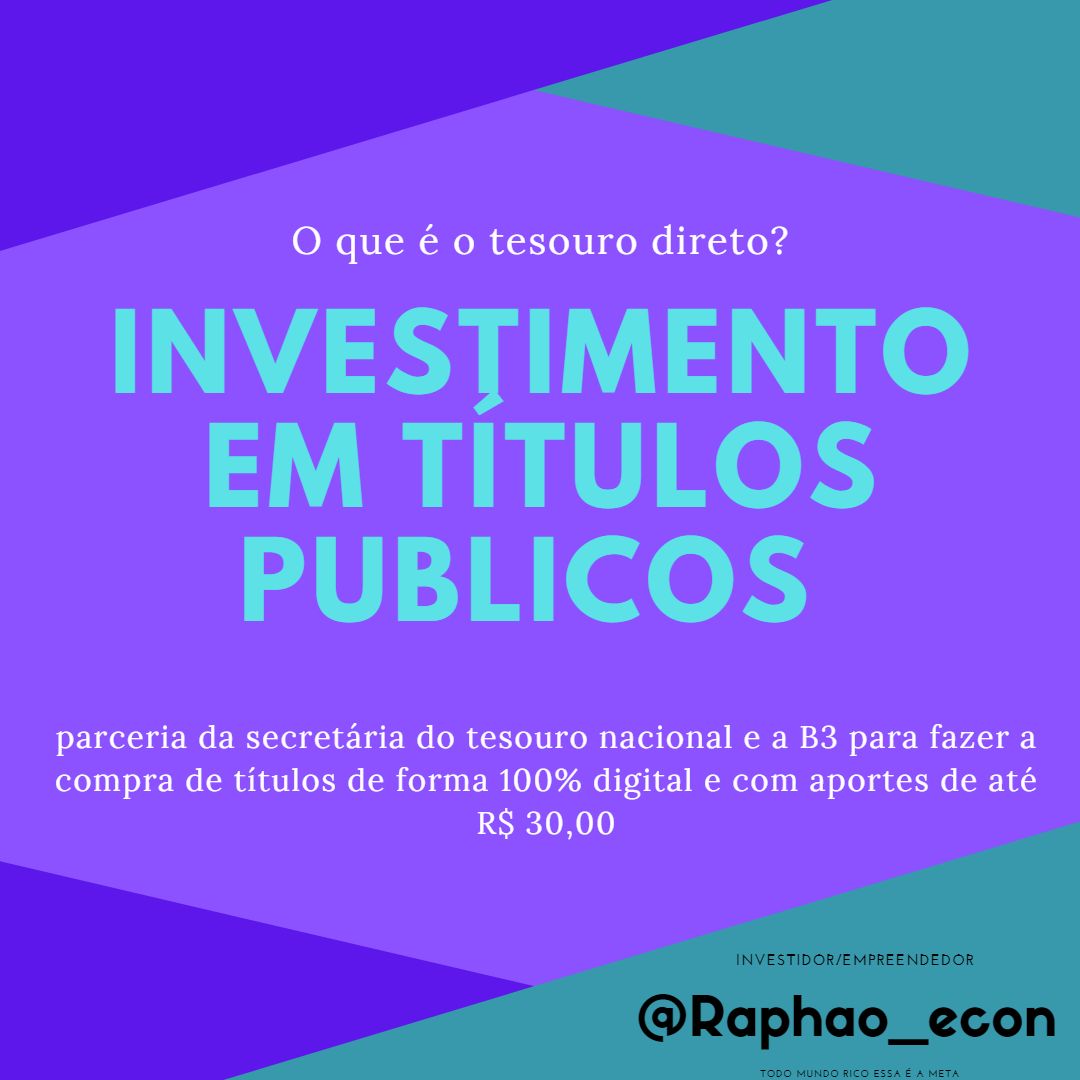 O que é o tesouro direto?
INVESTIMENTO
EM TÍTULOS
PUBLICOS
parceria da secretária do tesouro nacional e a B3 para fazer a
compra de títulos de forma 100% digital e com aportes de até
R$ 30,00
INVESTIDOR/EMPREENDEDOR
@Raphao_econ
TODO MUNDO RICO ESSA É A META